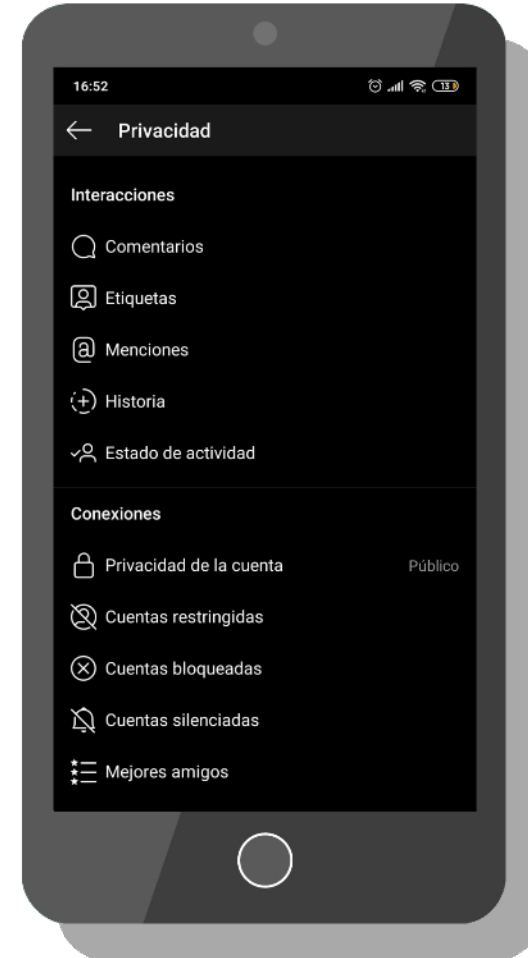 16:52
13
Privacidad
Interacciones
Comentarios
Etiquetas
Menciones
Historia
Estado de actividad
Conexiones
Privacidad de la cuenta Público
Cuentas restringidas
Cuentas bloqueadas
Cuentas silenciadas
Mejores amigos